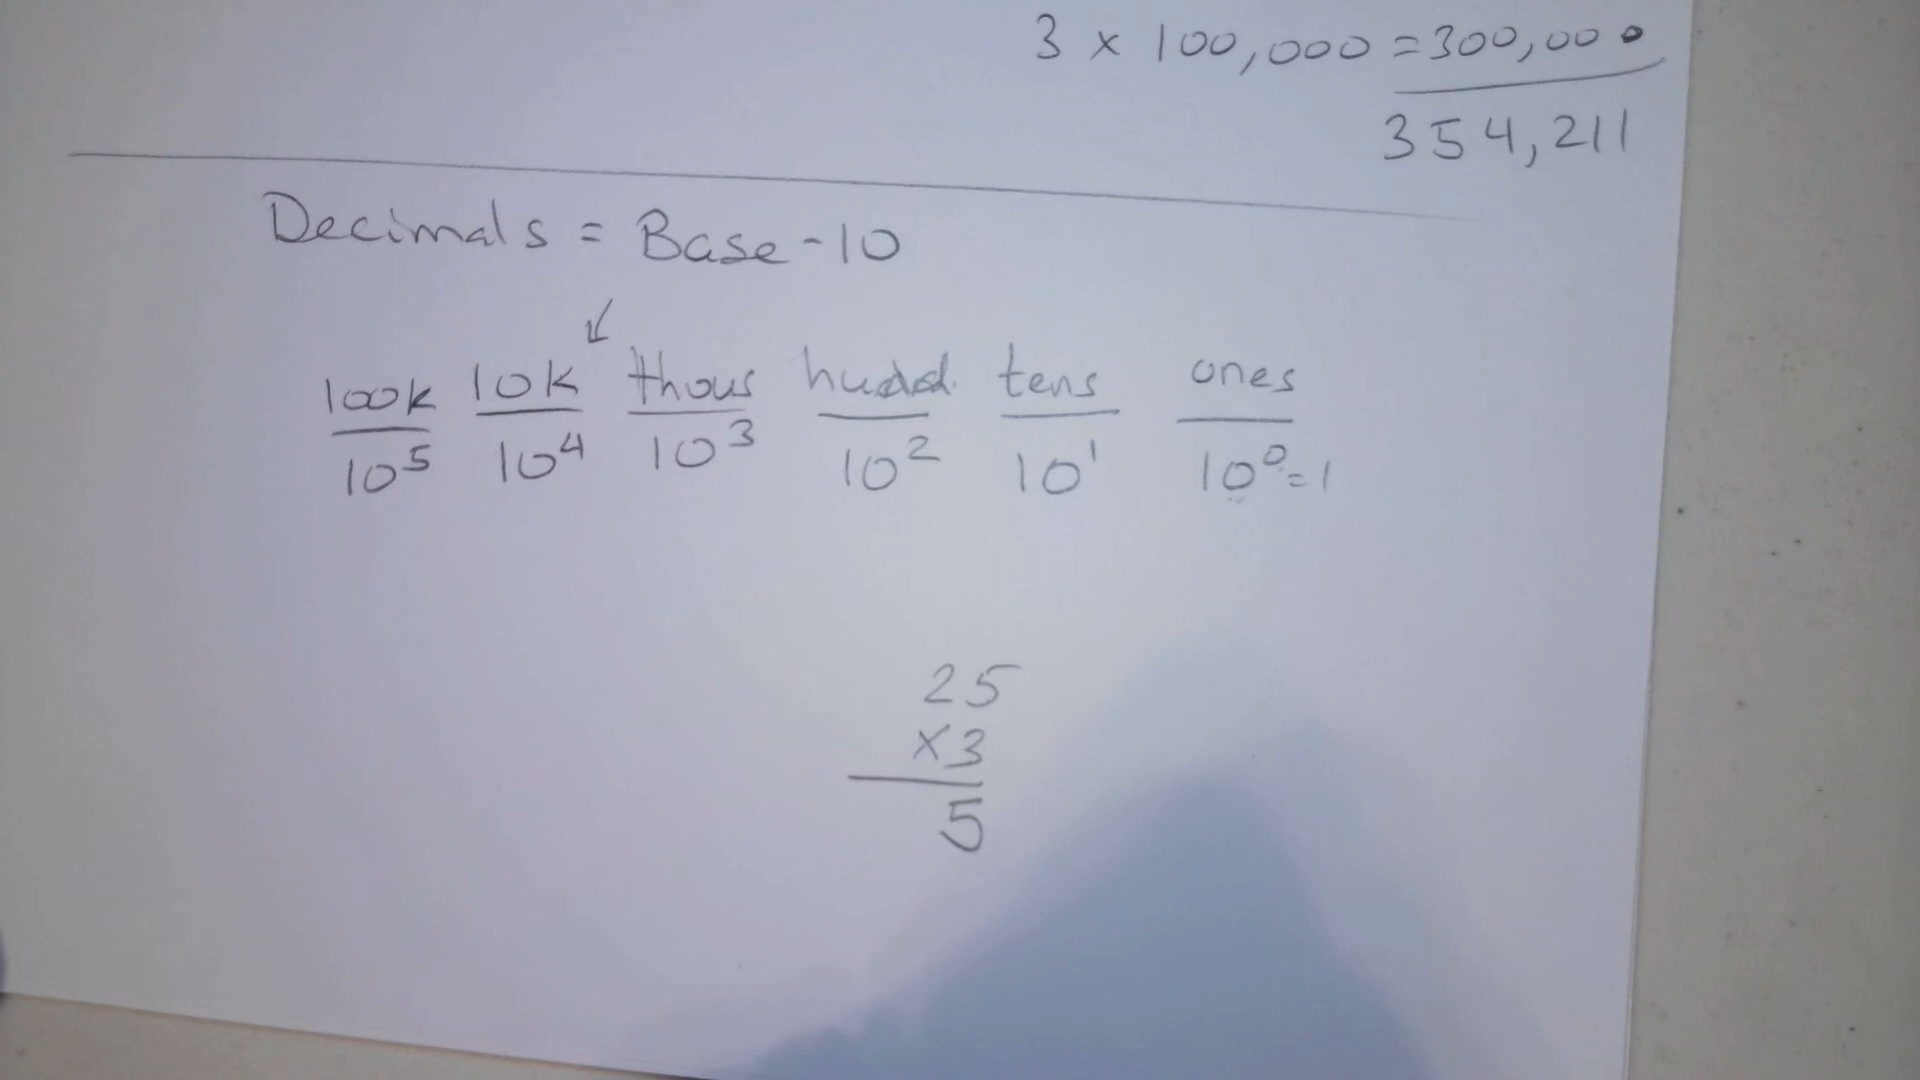 3 x 100,000 = 300,000
354,211
Decimals = Base-10
100k 10k thous hund. tens ones
10⁵ 10⁴ 10³ 10² 10¹ 10⁰=1
25
x3
5